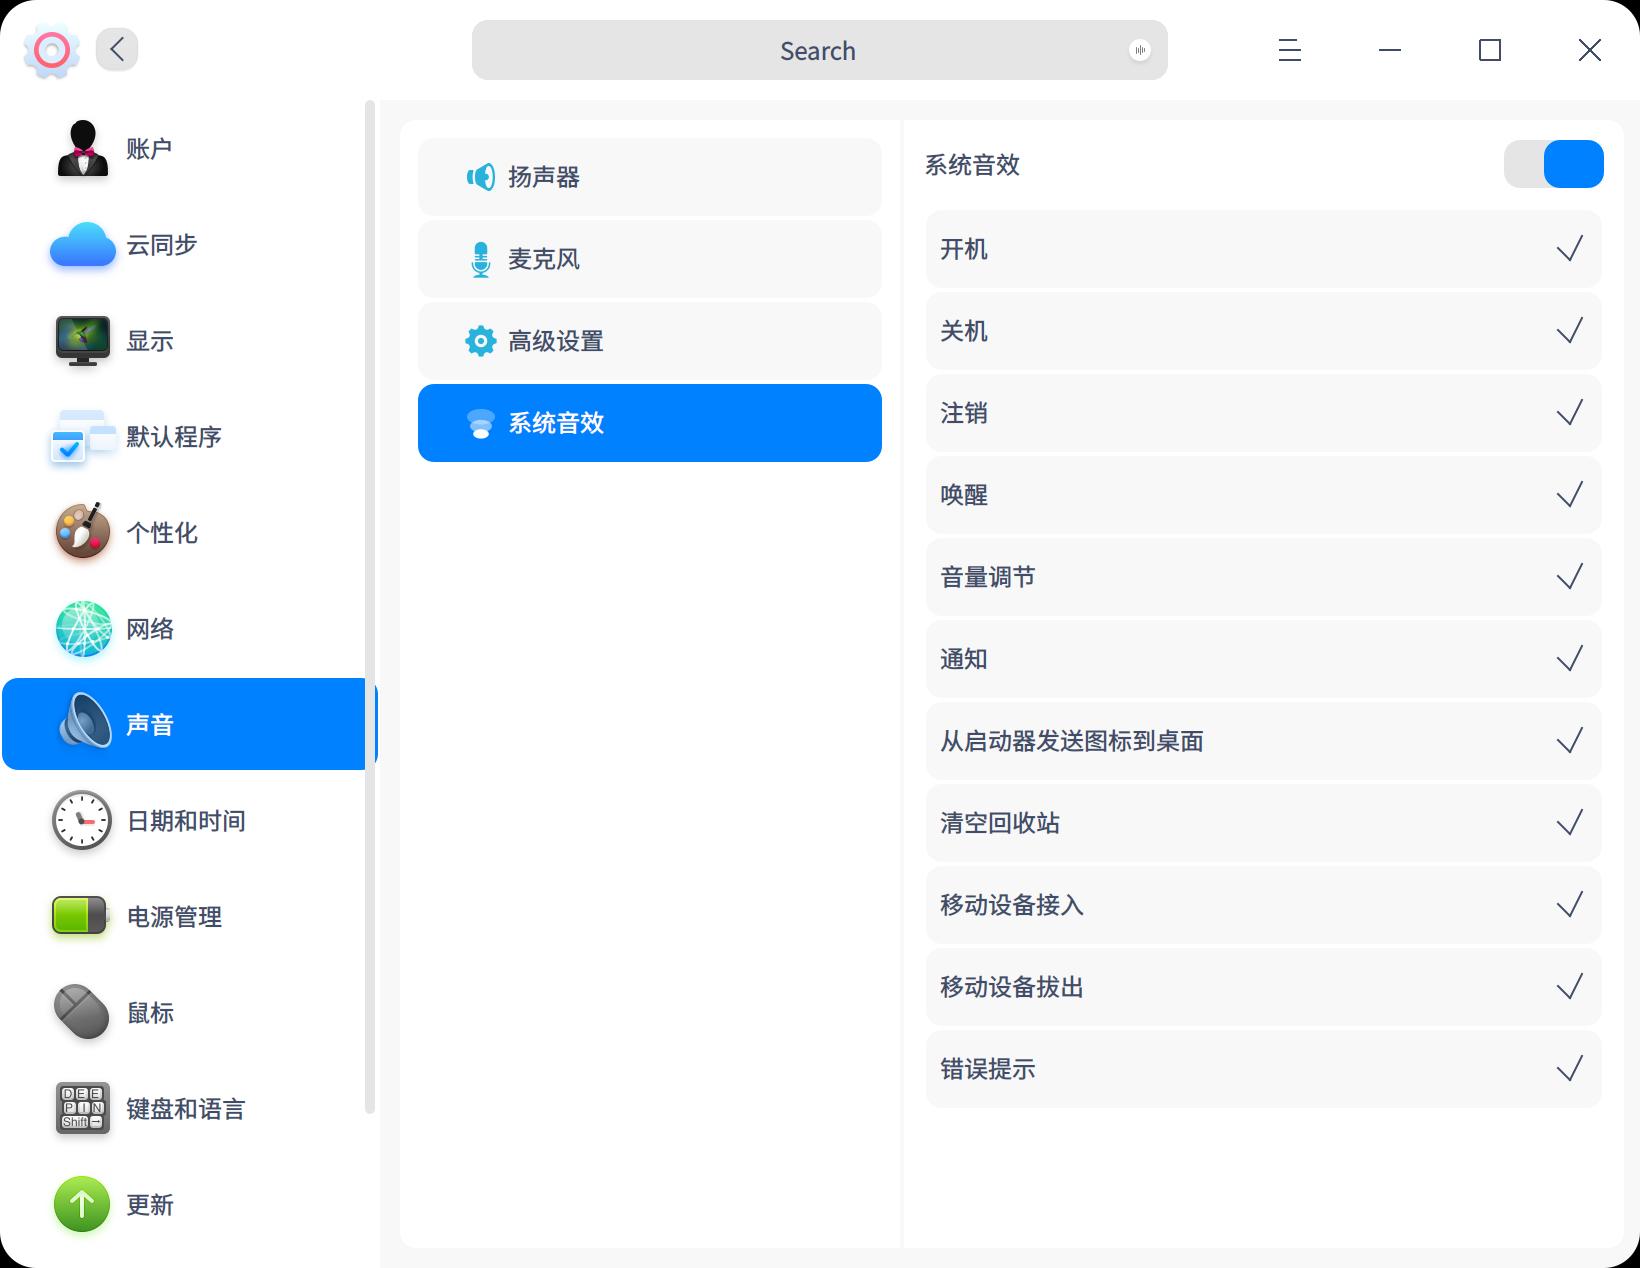 Search
账户
云同步
显示
默认程序
个性化
网络
声音
日期和时间
电源管理
鼠标
DEE
PIN
Shift→
键盘和语言
更新
扬声器
麦克风
高级设置
系统音效
系统音效
开机
关机
注销
唤醒
音量调节
通知
从启动器发送图标到桌面
清空回收站
移动设备接入
移动设备拔出
错误提示